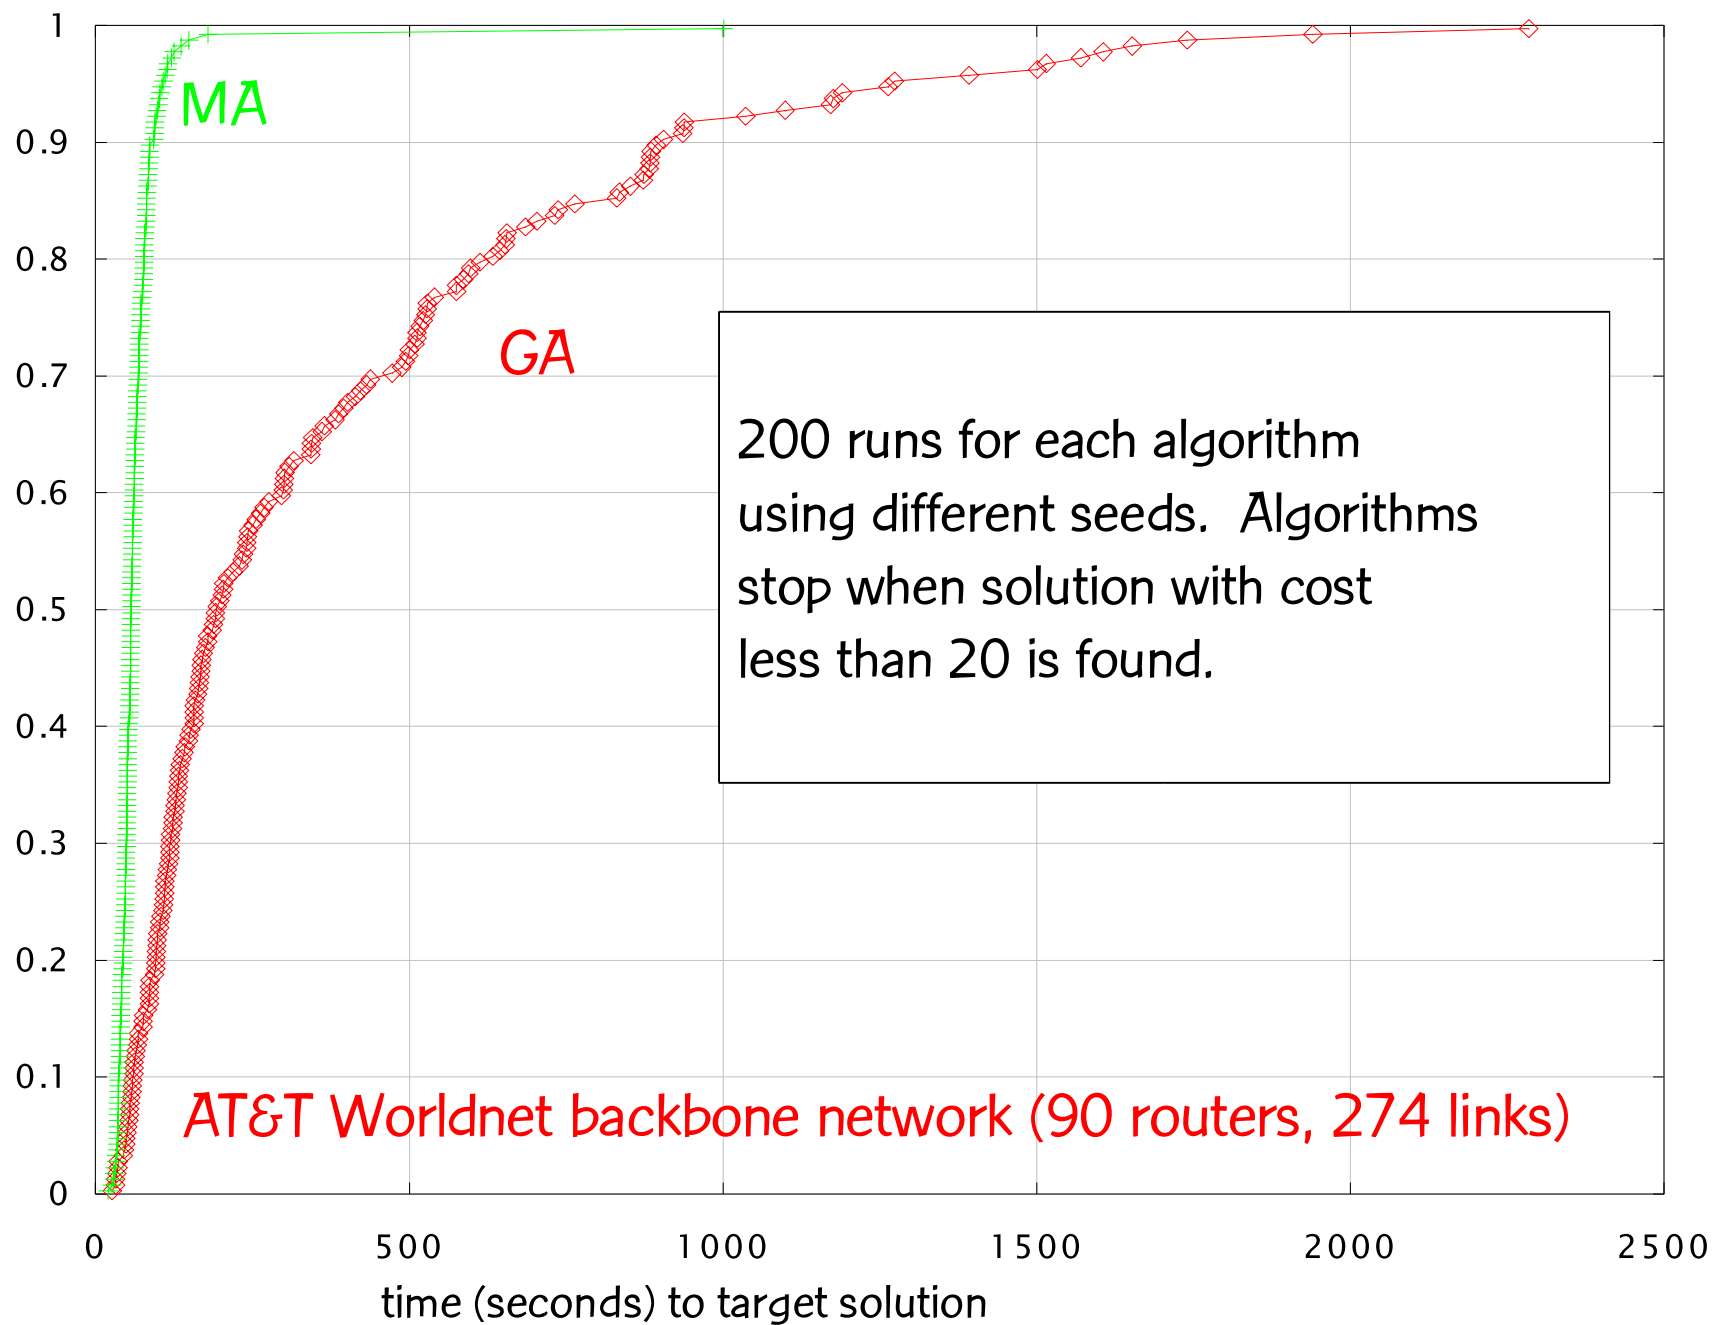 1
MA
0.9
0.8
GA
0.7
200 runs for each algorithm
0.6
using different seeds. Algorithms
stop when solution with cost
0.5
less than 20 is found.
0.4
0.3
0.2
0.1
AT&T Worldnet backbone network (90 routers, 274 links)
0
0 500 1000 1500 2000 2500
time (seconds) to target solution